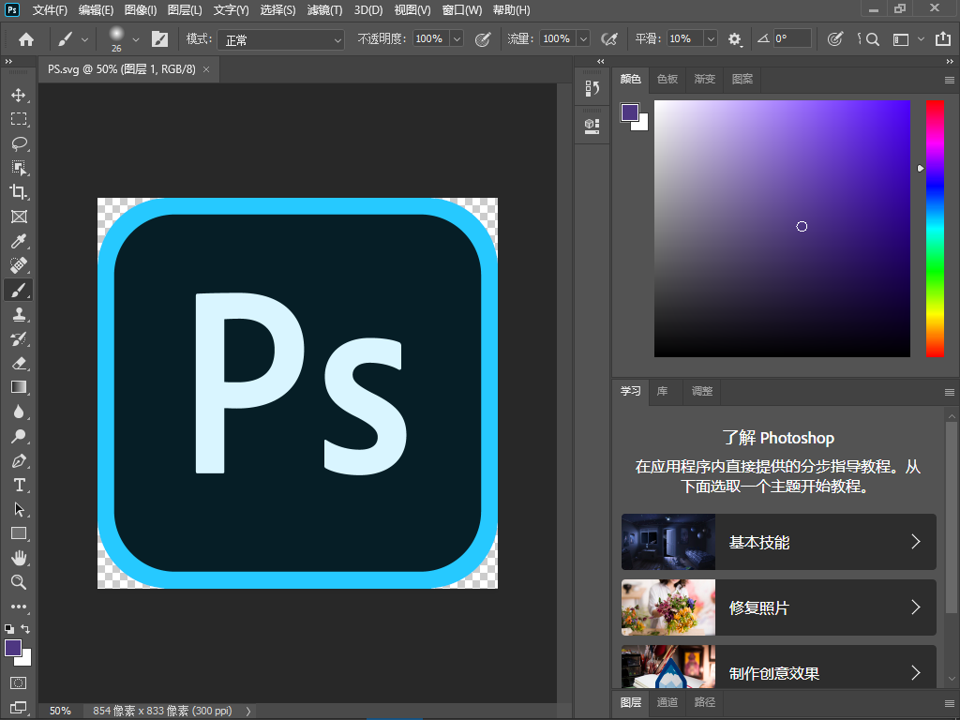 Ps 文件(F) 编辑(E) 图像(I) 图层(L) 文字(Y) 选择(S) 滤镜(T) 3D(D) 视图(V) 窗口(W) 帮助(H)
26 模式: 正常 不透明度: 100% 流量: 100% 平滑: 10% 0°
PS.svg @ 50% (图层 1, RGB/8) ×
颜色 色板 渐变 图案
Ps
学习 库 调整
了解 Photoshop
在应用程序内直接提供的分步指导教程。从
下面选取一个主题开始教程。
基本技能
修复照片
制作创意效果
图层 通道 路径
50% 854 像素 x 833 像素 (300 ppi)